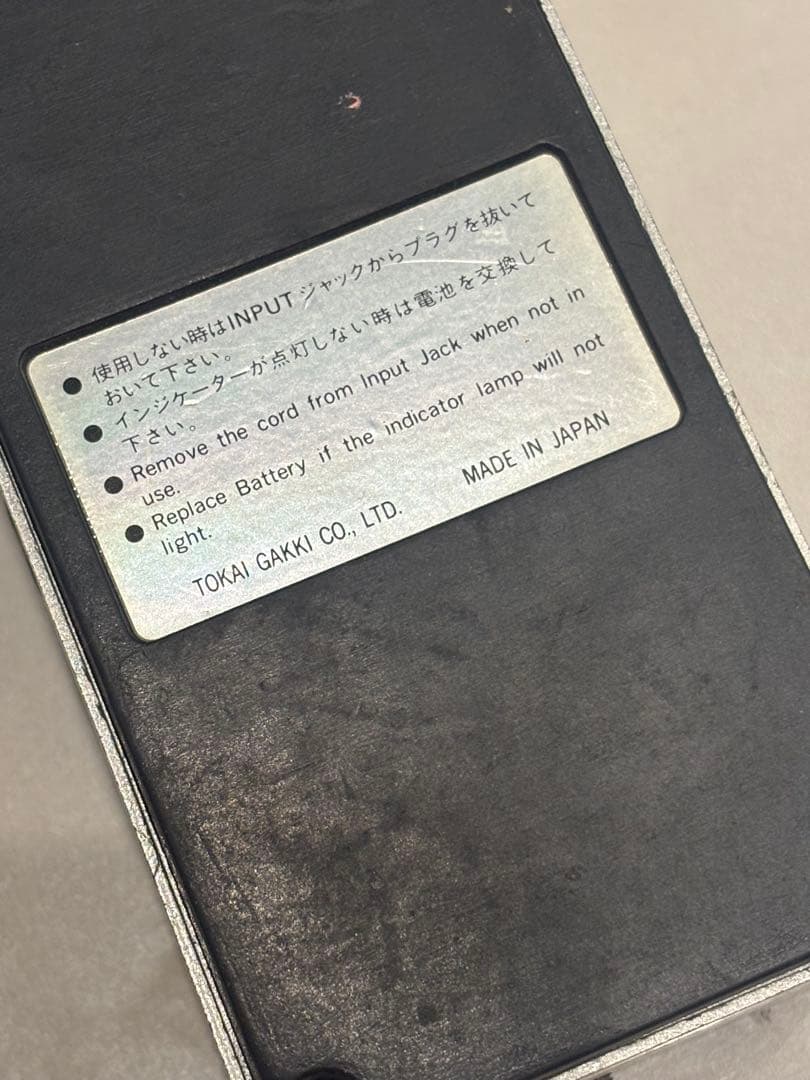 ● 使用しない時はINPUTジャックからプラグを抜いて
おいて下さい。
● インジケーターが点灯しない時は電池を交換して
下さい。
● Remove the cord from Input Jack when not in
use.
● Replace Battery if the indicator lamp will not
light.
TOKAI GAKKI CO., LTD. MADE IN JAPAN